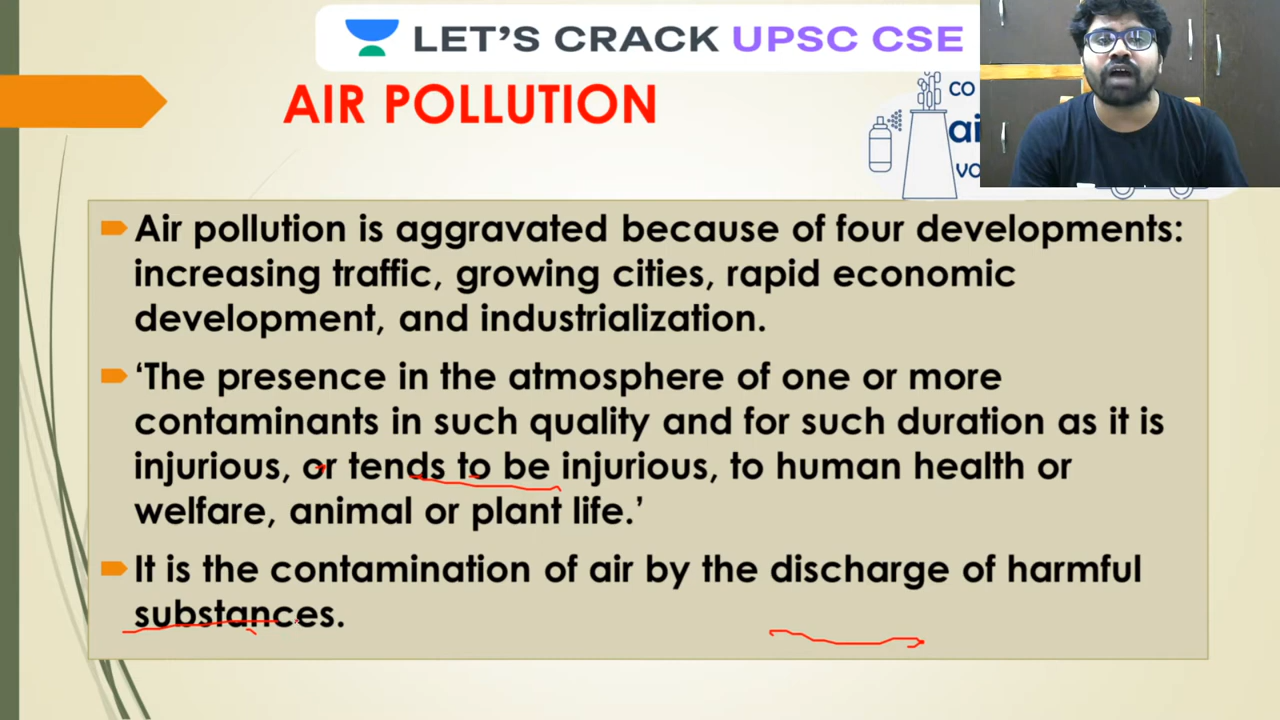 LET'S CRACK UPSC CSE
AIR POLLUTION
CO
ai
VO
Air pollution is aggravated because of four developments:
increasing traffic, growing cities, rapid economic
development, and industrialization.
‘The presence in the atmosphere of one or more
contaminants in such quality and for such duration as it is
injurious, or tends to be injurious, to human health or
welfare, animal or plant life.’
It is the contamination of air by the discharge of harmful
substances.